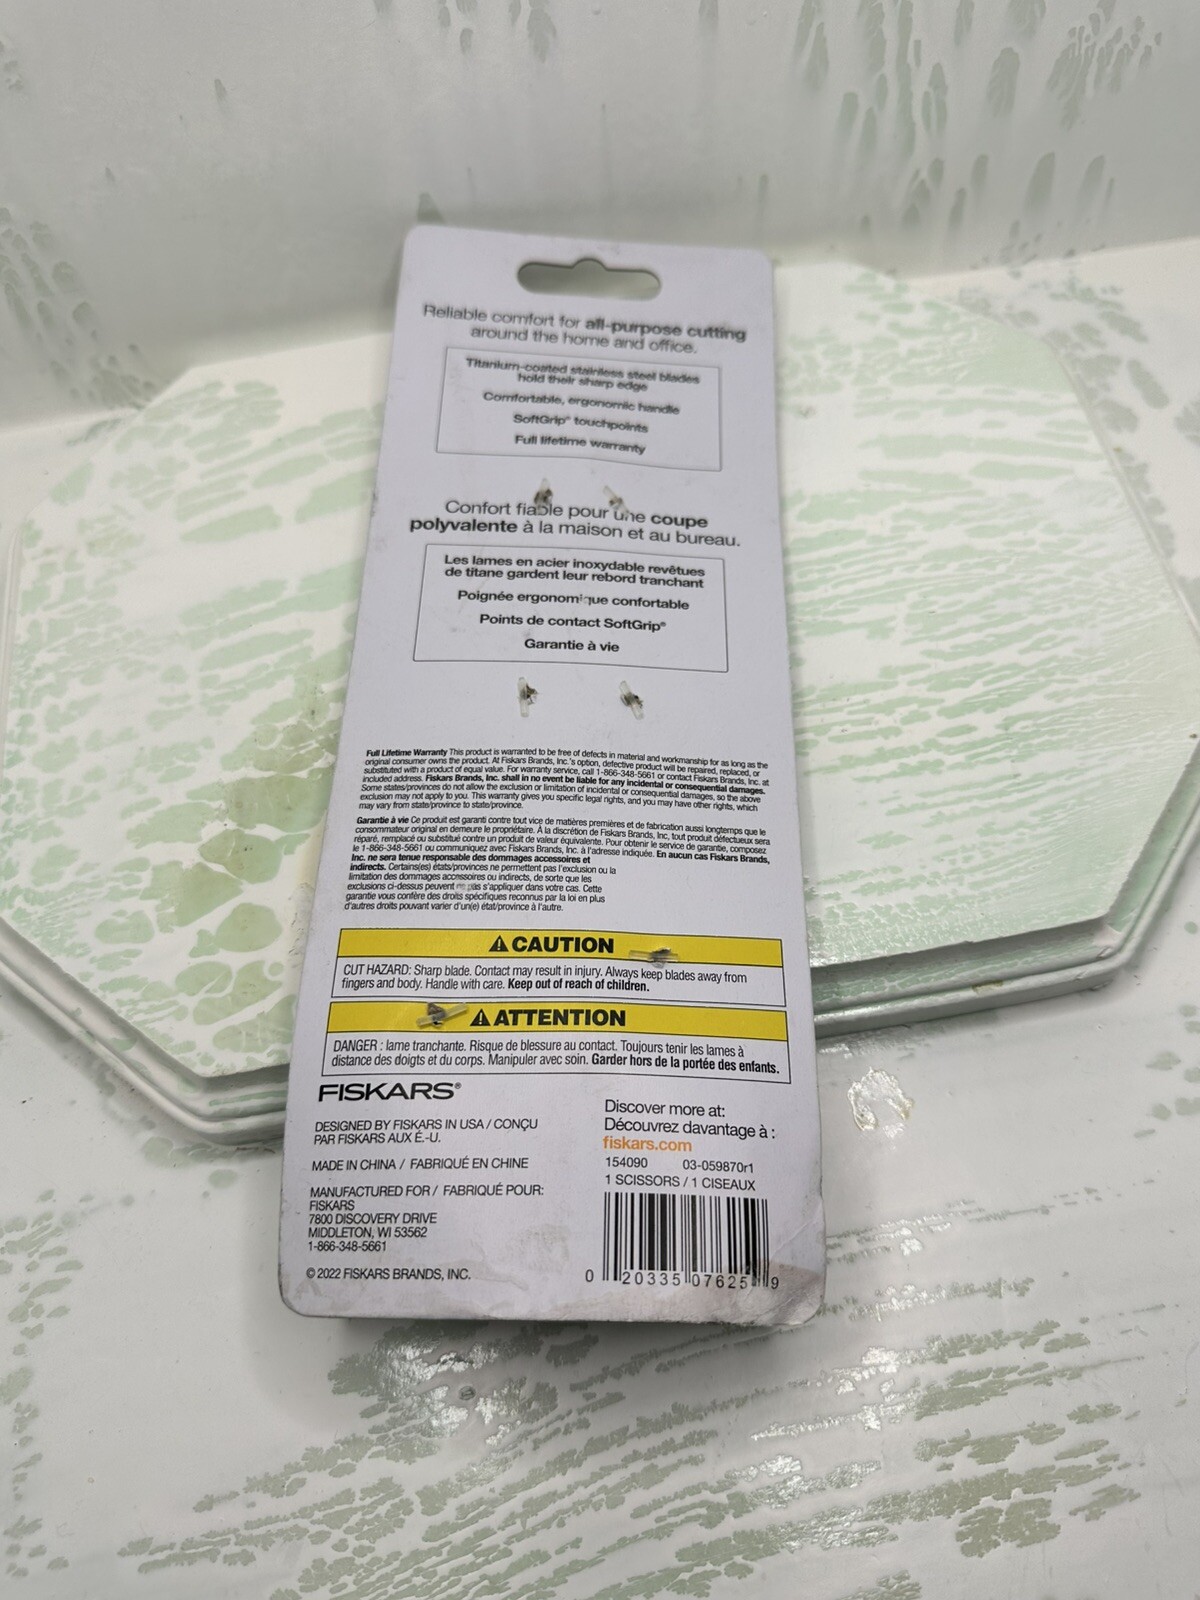 Reliable comfort for all-purpose cutting
around the home and office.
Titanium-coated stainless steel blades
hold their sharp edge
Comfortable, ergonomic handle
SoftGrip® touchpoints
Full lifetime warranty
Confort fiable pour une coupe
polyvalente à la maison et au bureau.
Les lames en acier inoxydable revêtues
de titane gardent leur rebord tranchant
Poignée ergonomique confortable
Points de contact SoftGrip®
Garantie à vie
Full Lifetime Warranty This product is warranted to be free of defects in material and workmanship for as long as the
original consumer owns the product. At Fiskars Brands, Inc.'s option, defective product will be repaired, replaced, or
substituted with a product of equal value. For warranty service, call 1-866-348-5661 or contact Fiskars Brands, Inc. at
included address. Fiskars Brands, Inc. shall in no event be liable for any incidental or consequential damages.
Some states/provinces do not allow the exclusion or limitation of incidental or consequential damages, so the above
exclusion may not apply to you. This warranty gives you specific legal rights, and you may have other rights, which
may vary from state/province to state/province.
Garantie à vie Ce produit est garanti contre tout vice de matières premières et de fabrication aussi longtemps que le
consommateur original en demeure le propriétaire. À la discrétion de Fiskars Brands, Inc, tout produit défectueux sera
réparé, remplacé ou substitué contre un produit de valeur équivalente. Pour obtenir le service de garantie, composez
le 1-866-348-5661 ou communiquez avec Fiskars Brands, Inc. à l'adresse indiquée. En aucun cas Fiskars Brands,
Inc. ne sera tenue responsable des dommages accessoires et
indirects. Certains(es) états/provinces ne permettent pas l'exclusion ou la
limitation des dommages accessoires ou indirects, de sorte que les
exclusions ci-dessus peuvent ne pas s'appliquer dans votre cas. Cette
garantie vous confère des droits spécifiques reconnus par la loi en plus
d'autres droits pouvant varier d'un(e) état/province à l'autre.
CAUTION
CUT HAZARD: Sharp blade. Contact may result in injury. Always keep blades away from
fingers and body. Handle with care. Keep out of reach of children.
ATTENTION
DANGER : lame tranchante. Risque de blessure au contact. Toujours tenir les lames à
distance des doigts et du corps. Manipuler avec soin. Garder hors de la portée des enfants.
FISKARS®
DESIGNED BY FISKARS IN USA / CONÇU
PAR FISKARS AUX É.-U.
MADE IN CHINA / FABRIQUÉ EN CHINE
MANUFACTURED FOR / FABRIQUÉ POUR:
FISKARS
7800 DISCOVERY DRIVE
MIDDLETON, WI 53562
1-866-348-5661
© 2022 FISKARS BRANDS, INC.
Discover more at:
Découvrez davantage à :
fiskars.com
154090 03-059870r1
1 SCISSORS / 1 CISEAUX
0 20335 07625 9